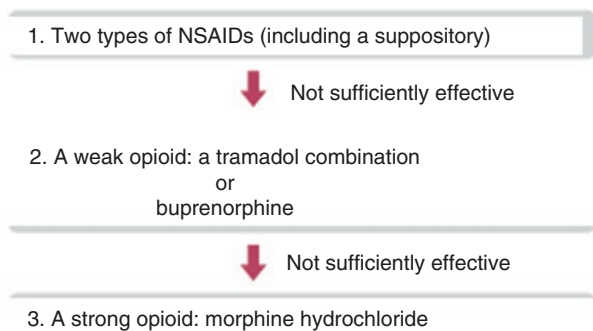 1. Two types of NSAIDs (including a suppository)
Not sufficiently effective
2. A weak opioid: a tramadol combination
or
buprenorphine
Not sufficiently effective
3. A strong opioid: morphine hydrochloride